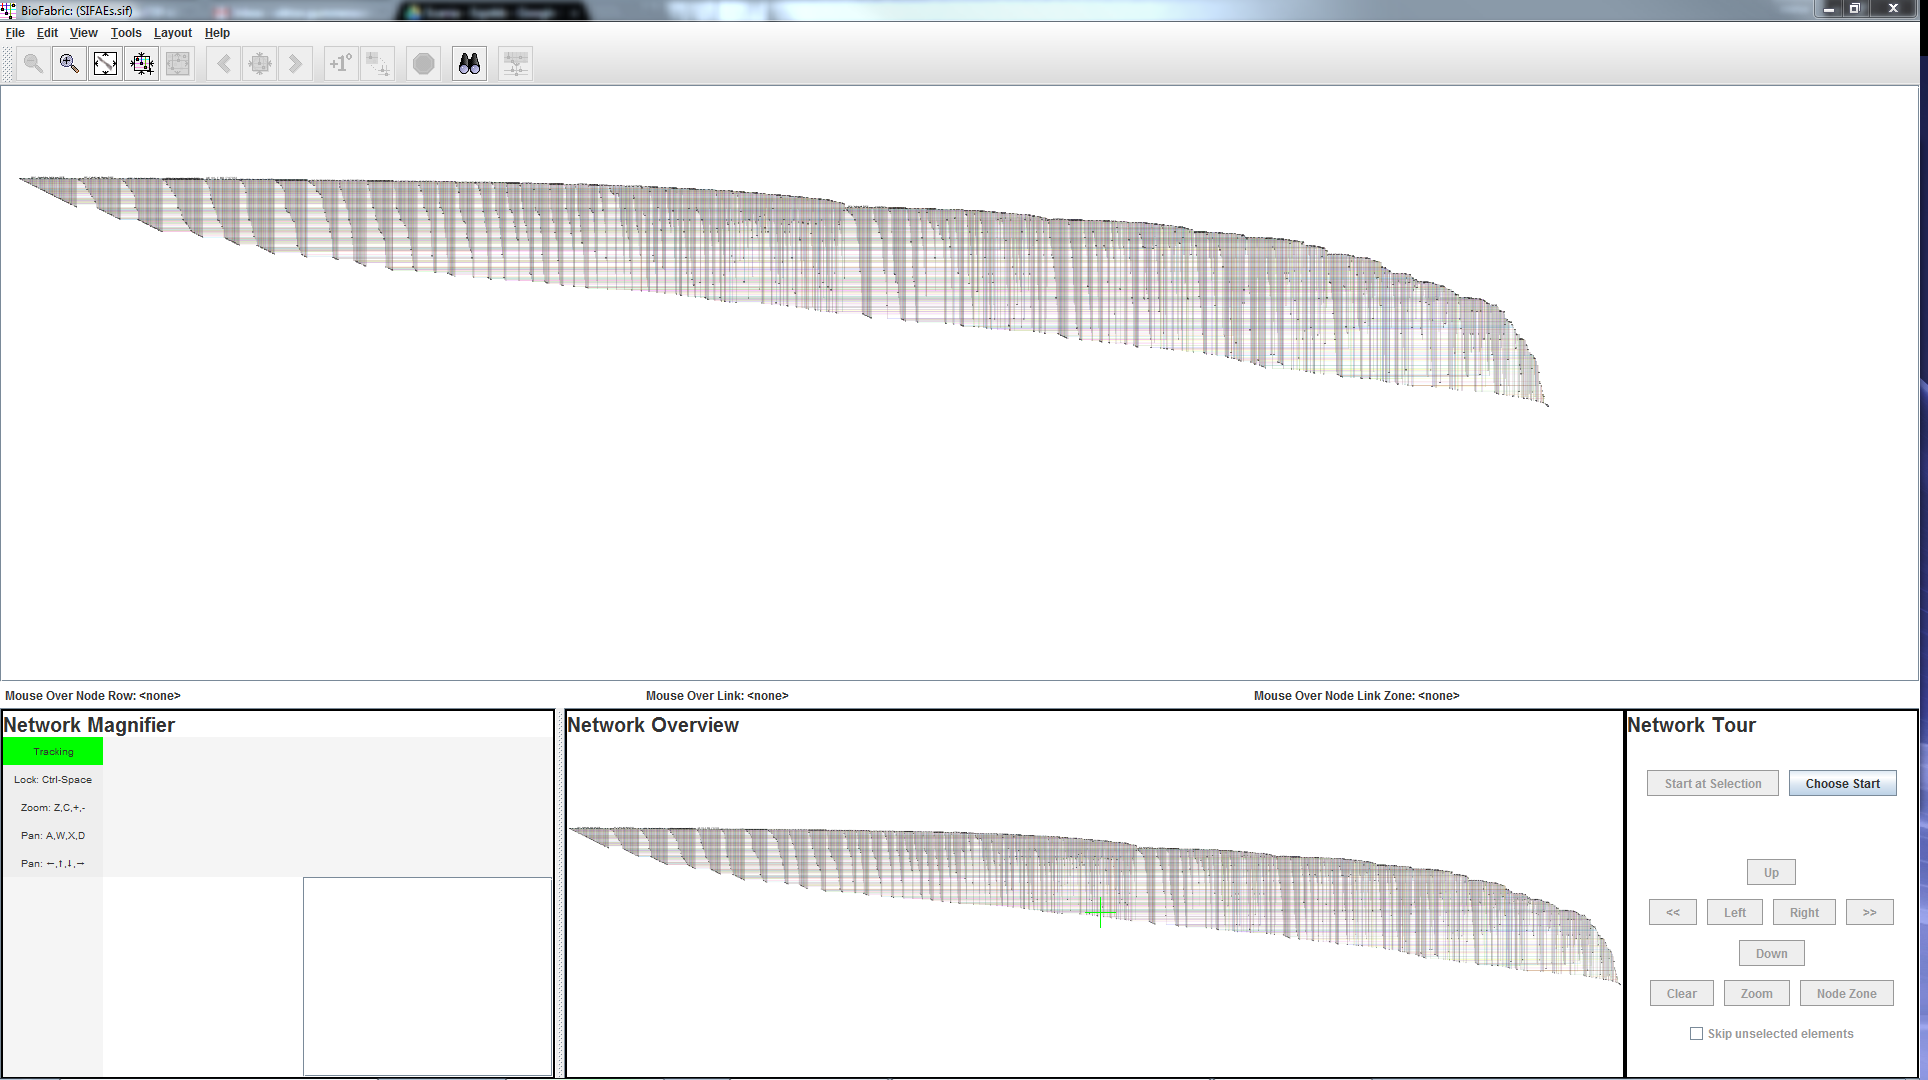 BioFabric: (SIFAEs.sif)
File Edit View Tools Layout Help
+1°
Mouse Over Node Row: <none> Mouse Over Link: <none> Mouse Over Node Link Zone: <none>
Network Magnifier
Tracking
Lock: Ctrl-Space
Zoom: Z,C,+,-
Pan: A,W,X,D
Pan: ←,↑,↓,→
Network Overview
Network Tour
Start at Selection Choose Start
Up
<< Left Right >>
Down
Clear Zoom Node Zone
Skip unselected elements